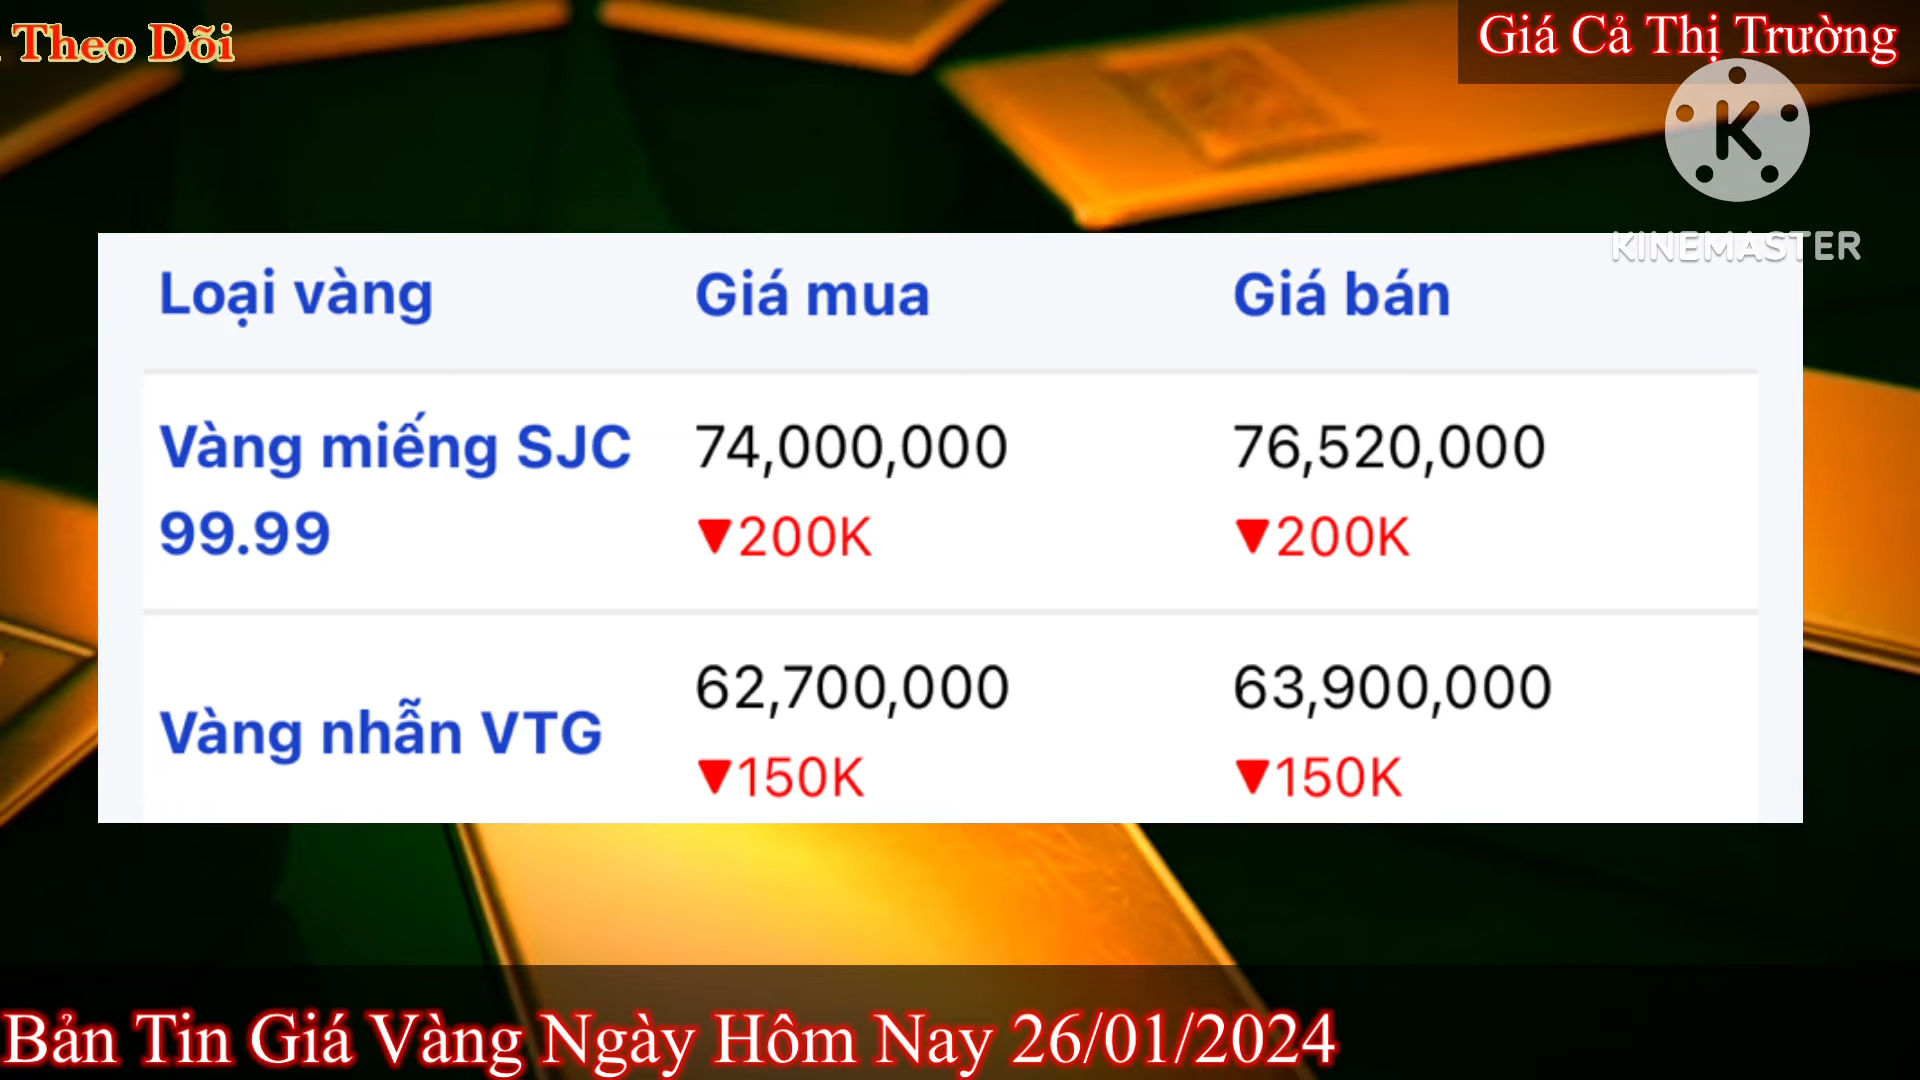 Theo Dõi
Giá Cả Thị Trường
K
KINEMASTER
Loại vàng Giá mua Giá bán
Vàng miếng SJC 74,000,000 76,520,000
99.99 ▼200K ▼200K
62,700,000 63,900,000
Vàng nhẫn VTG
▼150K ▼150K
Bản Tin Giá Vàng Ngày Hôm Nay 26/01/2024